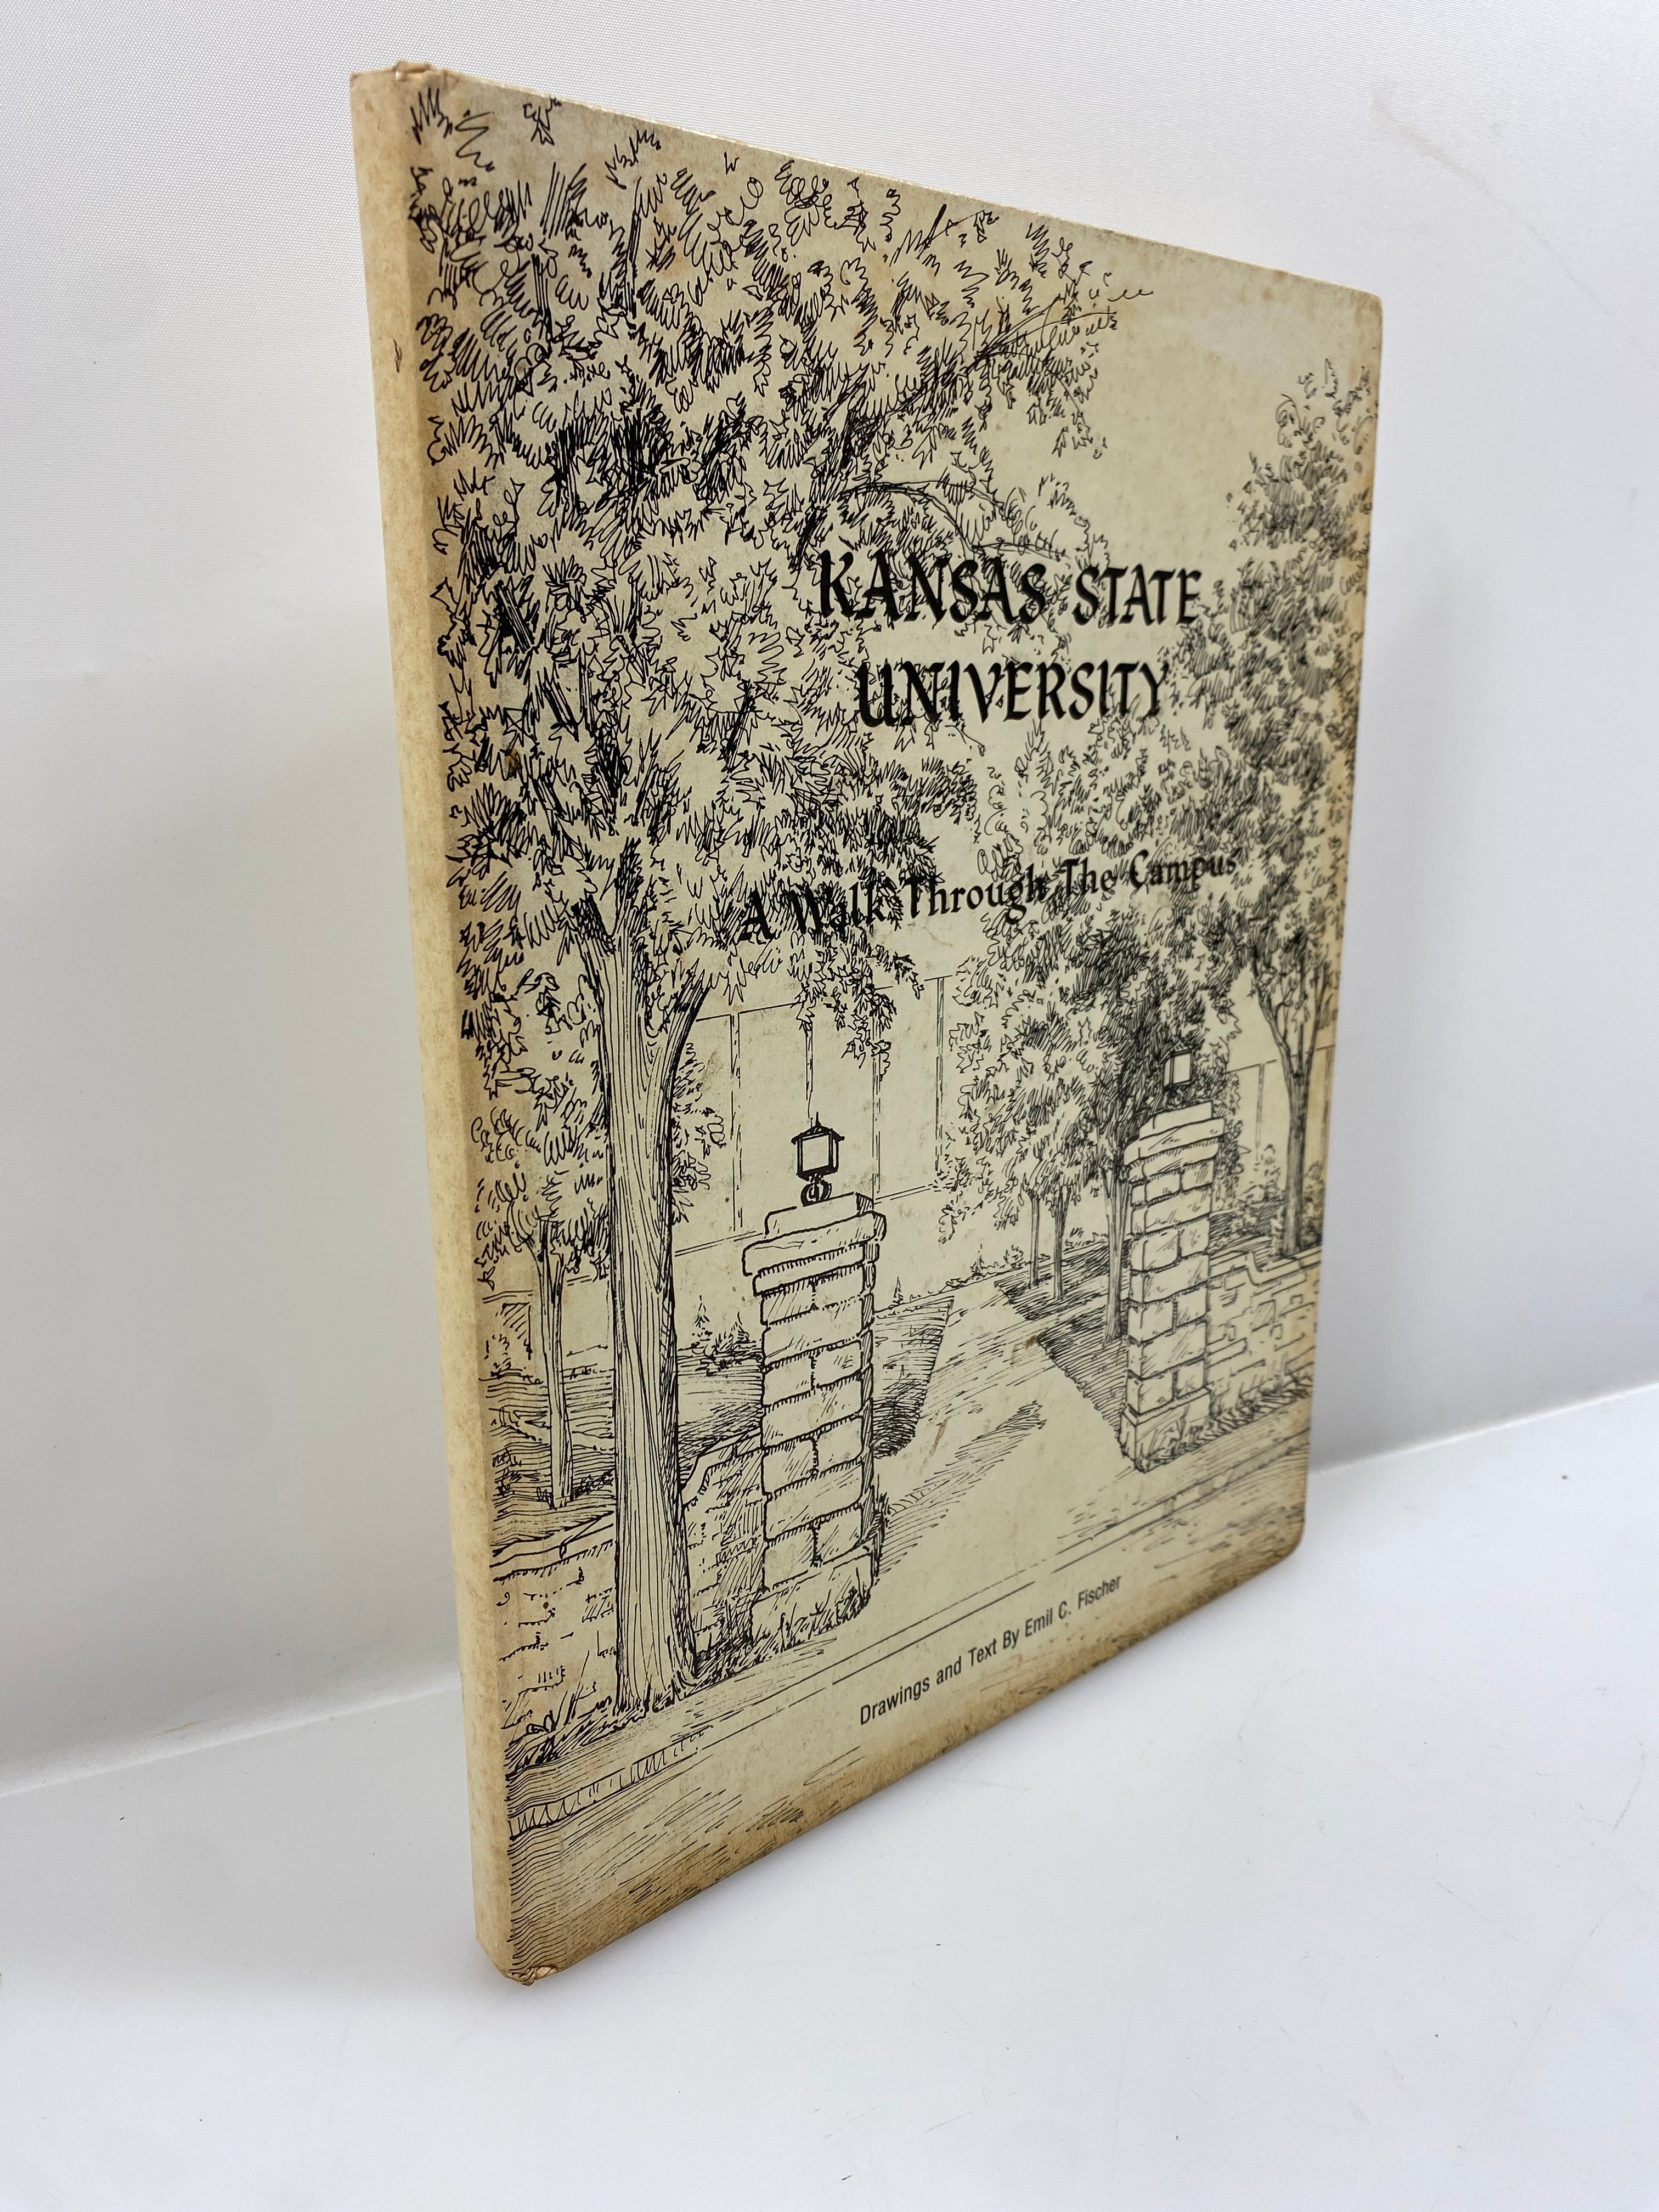 KANSAS STATE
UNIVERSITY
A Walk Through The Campus
Drawings and Text By Emil C. Fischer